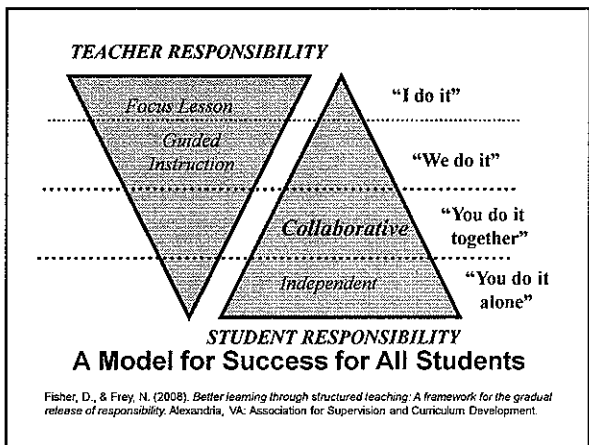 TEACHER RESPONSIBILITY
Focus Lesson
"I do it"
Guided
Instruction
"We do it"
Collaborative
"You do it
together"
Independent
"You do it
alone"
STUDENT RESPONSIBILITY
A Model for Success for All Students
Fisher, D., & Frey, N. (2008). Better learning through structured teaching: A framework for the gradual
release of responsibility. Alexandria, VA: Association for Supervision and Curriculum Development.